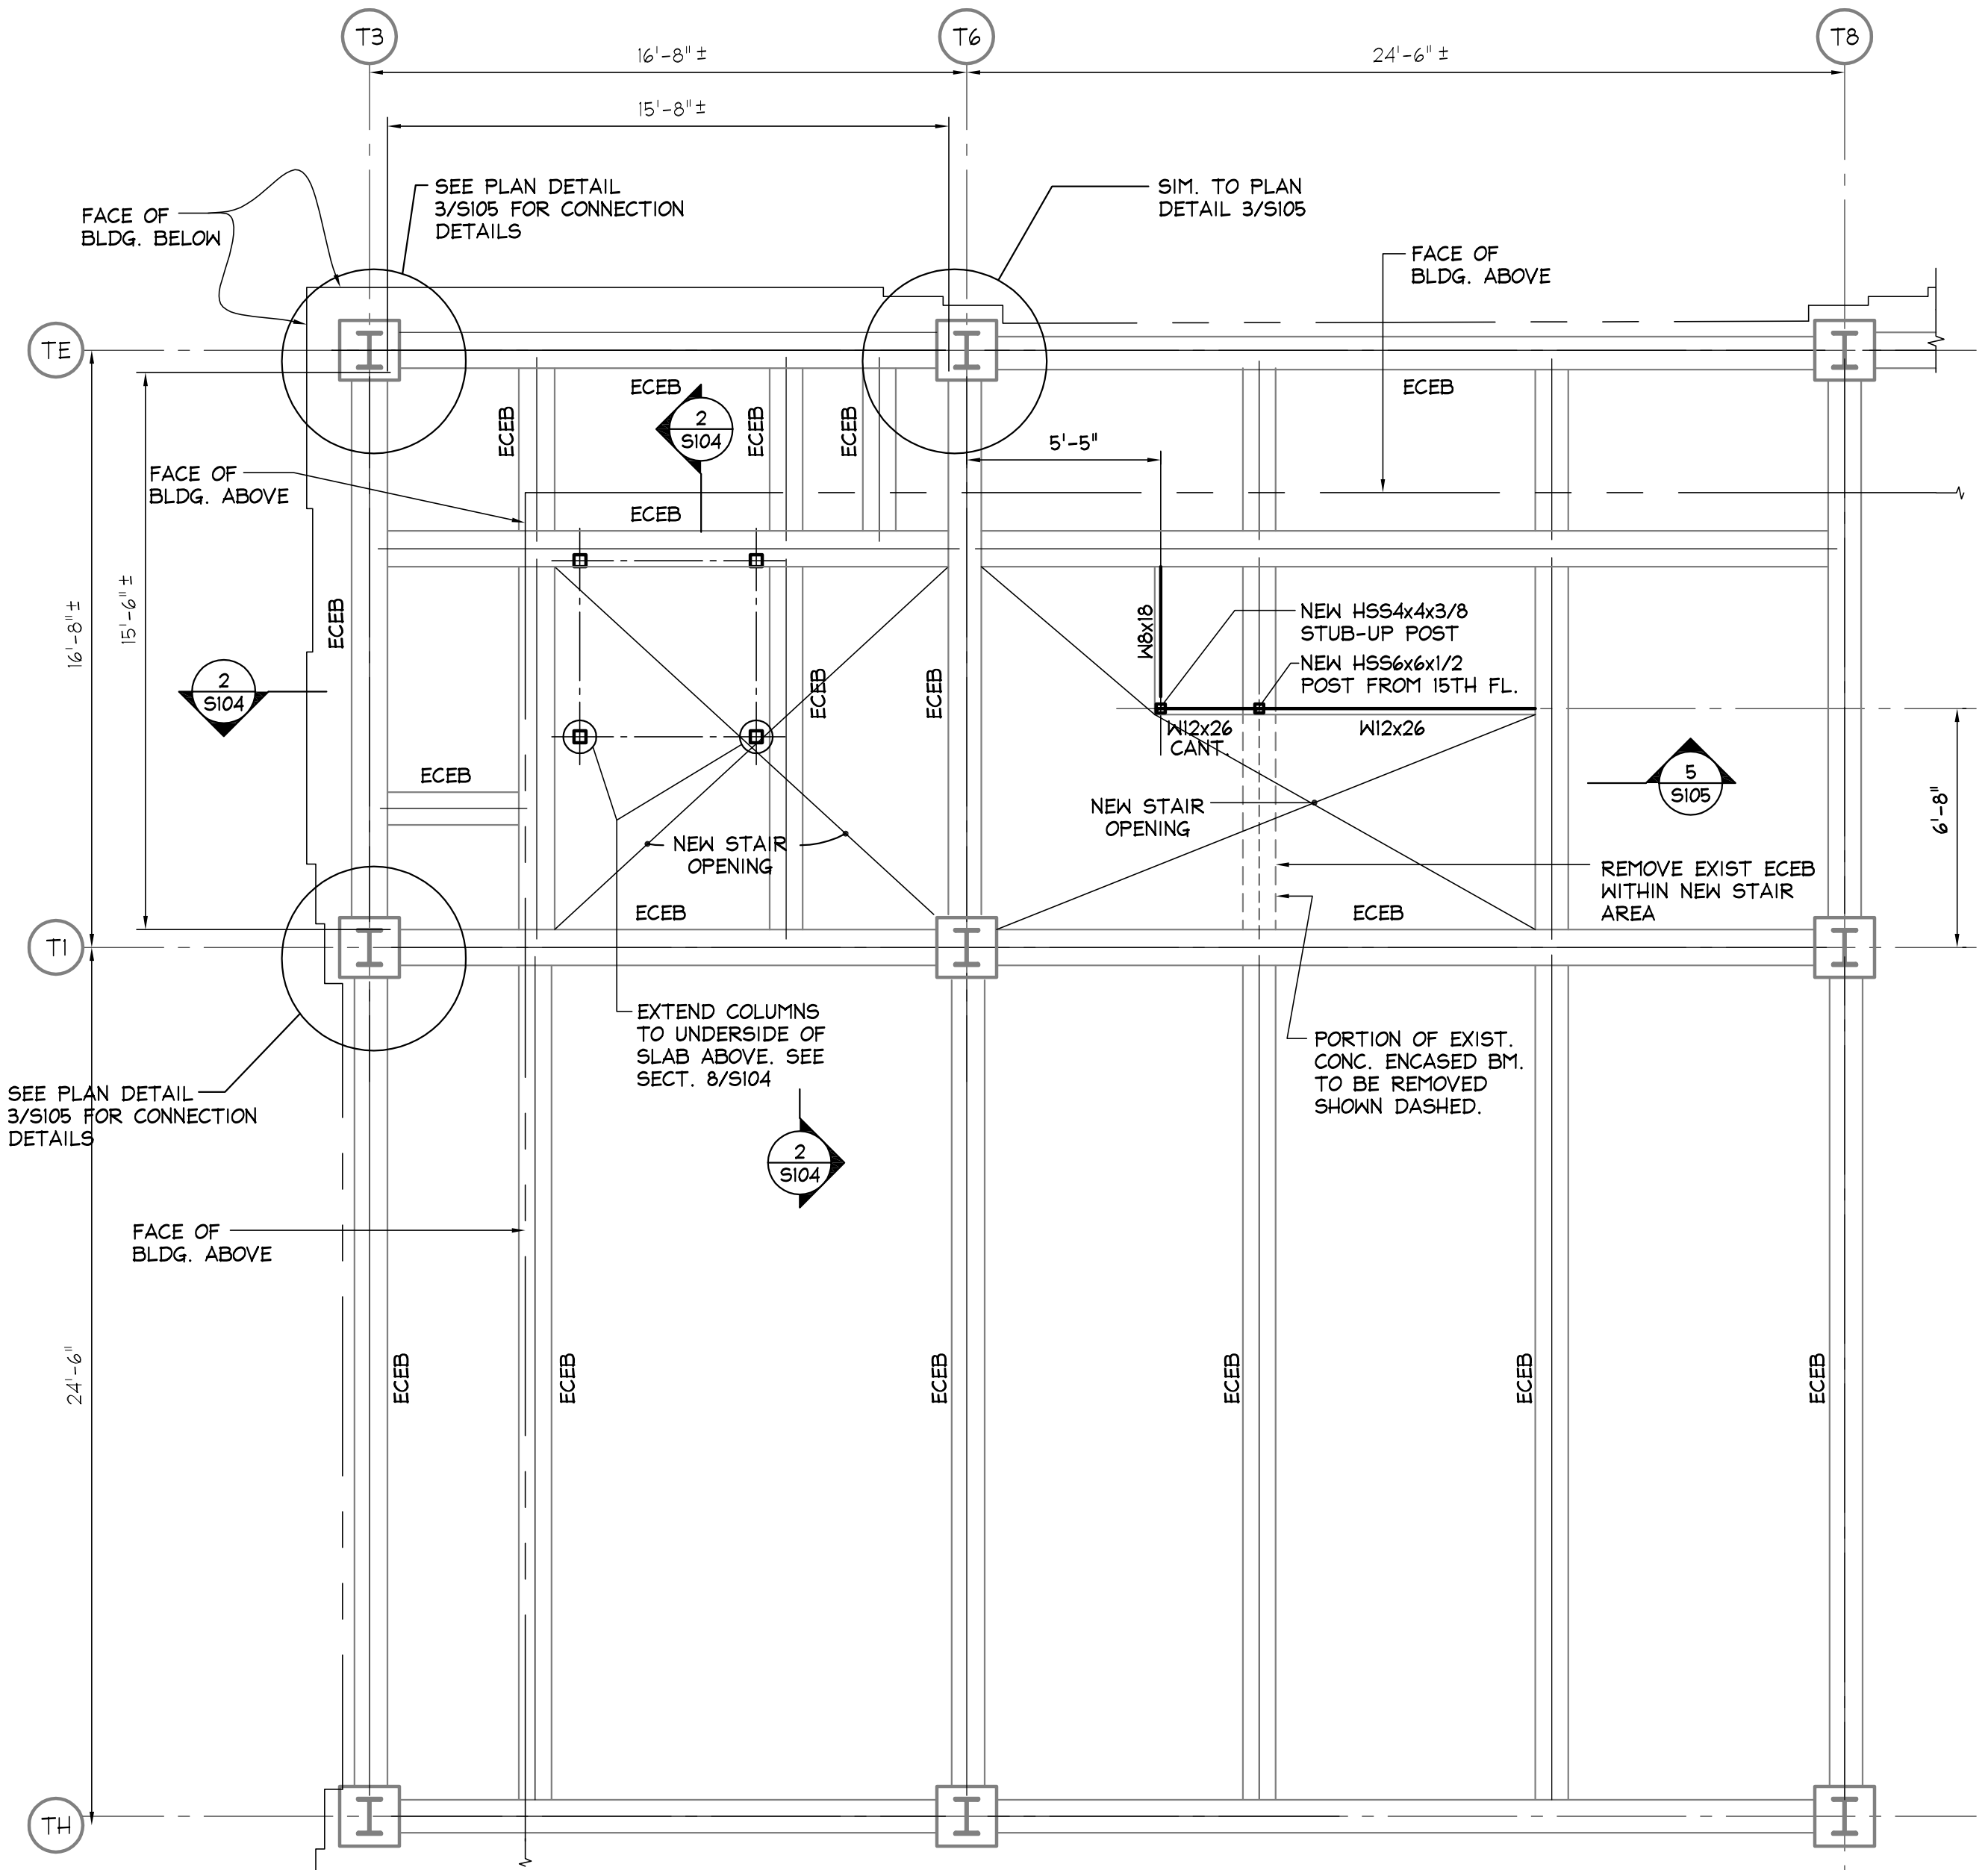 T3
T6
T8
16'-8"±
24'-6"±
15'-8"±
SEE PLAN DETAIL
3/S105 FOR CONNECTION
DETAILS
SIM. TO PLAN
DETAIL 3/S105
FACE OF
BLDG. BELOW
FACE OF
BLDG. ABOVE
TE
ECEB
ECEB
ECEB
ECEB
ECEB
2
S104
5'-5"
FACE OF
BLDG. ABOVE
ECEB
16'-8"±
15'-6"±
ECEB
W8x18
NEW HSS4x4x3/8
STUB-UP POST
NEW HSS6x6x1/2
POST FROM 15TH FL.
2
S104
ECEB
ECEB
W12x26
CANT.
W12x26
ECEB
5
S105
6'-8"
NEW STAIR
OPENING
NEW STAIR
OPENING
REMOVE EXIST ECEB
WITHIN NEW STAIR
AREA
ECEB
ECEB
T1
EXTEND COLUMNS
TO UNDERSIDE OF
SLAB ABOVE. SEE
SECT. 8/S104
PORTION OF EXIST.
CONC. ENCASED BM.
TO BE REMOVED
SHOWN DASHED.
SEE PLAN DETAIL
3/S105 FOR CONNECTION
DETAILS
2
S104
FACE OF
BLDG. ABOVE
24'-6"
ECEB
ECEB
ECEB
ECEB
ECEB
ECEB
TH